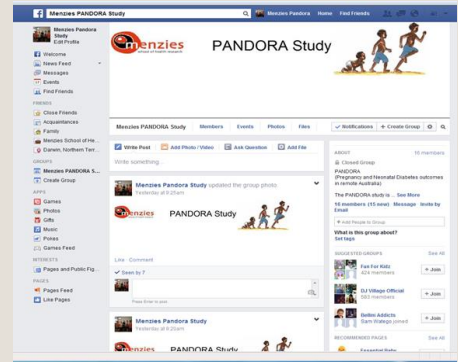 Menzies PANDORA Study
Menzies Pandora
Home
Find Friends
Menzies Pandora
Study
Edit Profile
Welcome
News Feed
Messages
Events
Find Friends
FRIENDS
Close Friends
Acquaintances
Family
Menzies School of He...
Darwin, Northern Terr...
GROUPS
Menzies PANDORA S...
Create Group
APPS
Games
Photos
Gifts
Music
Pokes
Games Feed
INTERESTS
Pages and Public Fig...
PAGES
Pages Feed
Like Pages
menzies
school of health research
PANDORA Study
Menzies PANDORA Study
Members
Events
Photos
Files
Notifications
+ Create Group
Write Post
Add Photo / Video
Ask Question
Add File
Write something...
Menzies Pandora Study updated the group photo
Yesterday at 9:25am
menzies
PANDORA Study
Like · Comment
Seen by 7
Press Enter to post
Menzies Pandora Study
Yesterday at 9:25am
menzies
PANDORA Study
ABOUT
16 members
Closed Group
PANDORA
(Pregnancy and Neonatal Diabetes outcomes
in remote Australia)
The PANDORA study is ... See More
16 members (15 new) · Message · Invite by
Email
+ Add People to Group
What is this group about?
Set tags
SUGGESTED GROUPS
See All
Fun For Kids
424 members
+ Join
DJ Village Official
+ Join
+ Join
RECOMMENDED PAGES
See All